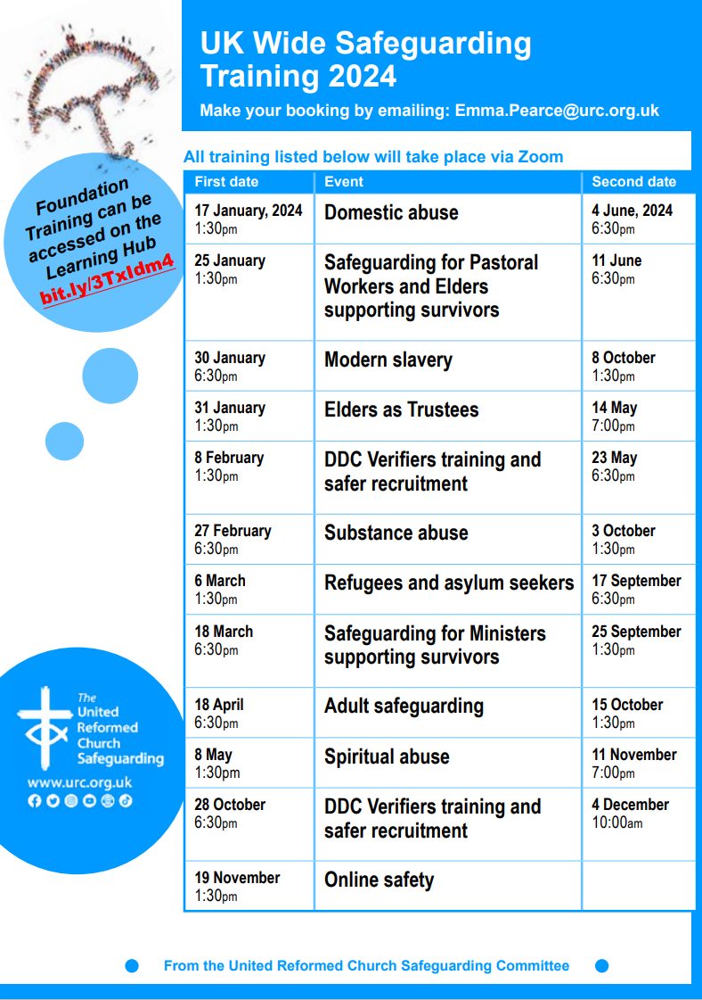 UK Wide Safeguarding
Training 2024
Make your booking by emailing: Emma.Pearce@urc.org.uk
All training listed below will take place via Zoom
Foundation
Training can be
accessed on the
Learning Hub
bit.ly/3TxIdm4
First date Event Second date
17 January, 2024 Domestic abuse 4 June, 2024
1:30pm 6:30pm
25 January Safeguarding for Pastoral 11 June
1:30pm Workers and Elders 6:30pm
supporting survivors
30 January Modern slavery 8 October
6:30pm 1:30pm
31 January Elders as Trustees 14 May
1:30pm 7:00pm
8 February DDC Verifiers training and 23 May
1:30pm safer recruitment 6:30pm
27 February Substance abuse 3 October
6:30pm 1:30pm
6 March Refugees and asylum seekers 17 September
1:30pm 6:30pm
18 March Safeguarding for Ministers 25 September
6:30pm supporting survivors 1:30pm
18 April Adult safeguarding 15 October
6:30pm 1:30pm
8 May Spiritual abuse 11 November
1:30pm 7:00pm
28 October DDC Verifiers training and 4 December
6:30pm safer recruitment 10:00am
19 November Online safety
1:30pm
The
United
Reformed
Church
Safeguarding
www.urc.org.uk
From the United Reformed Church Safeguarding Committee